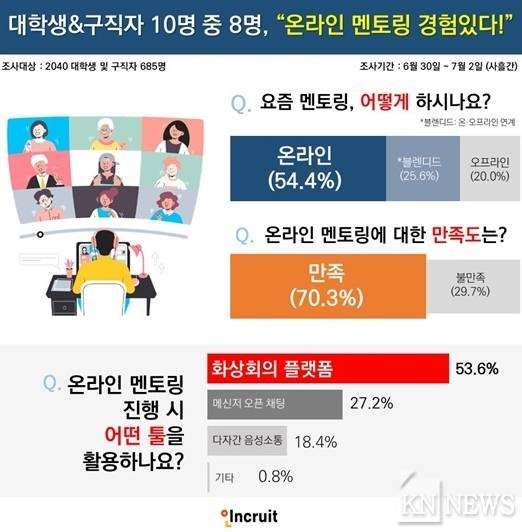 대학생&구직자 10명 중 8명, “온라인 멘토링 경험있다!”
조사대상 : 2040 대학생 및 구직자 685명
조사기간 : 6월 30일 ~ 7월 2일 (사흘간)
Q. 요즘 멘토링, 어떻게 하시나요?
*블렌디드: 온·오프라인 연계
온라인
(54.4%)
*블렌디드
(25.6%)
오프라인
(20.0%)
Q. 온라인 멘토링에 대한 만족도는?
만족
(70.3%)
불만족
(29.7%)
Q. 온라인 멘토링
진행 시
어떤 툴을
활용하나요?
화상회의 플랫폼 53.6%
메신저 오픈 채팅 27.2%
다자간 음성소통 18.4%
기타 0.8%
인Incruit
KN NEWS